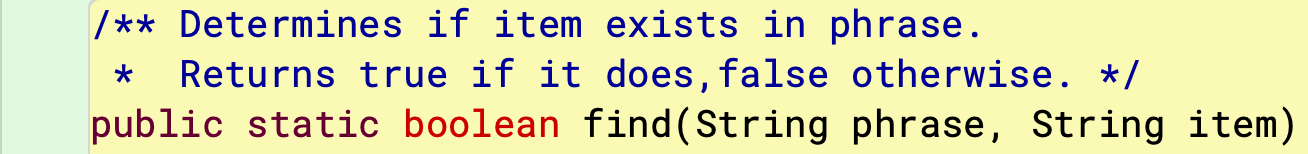 /** Determines if item exists in phrase.
 *  Returns true if it does,false otherwise. */
public static boolean find(String phrase, String item)